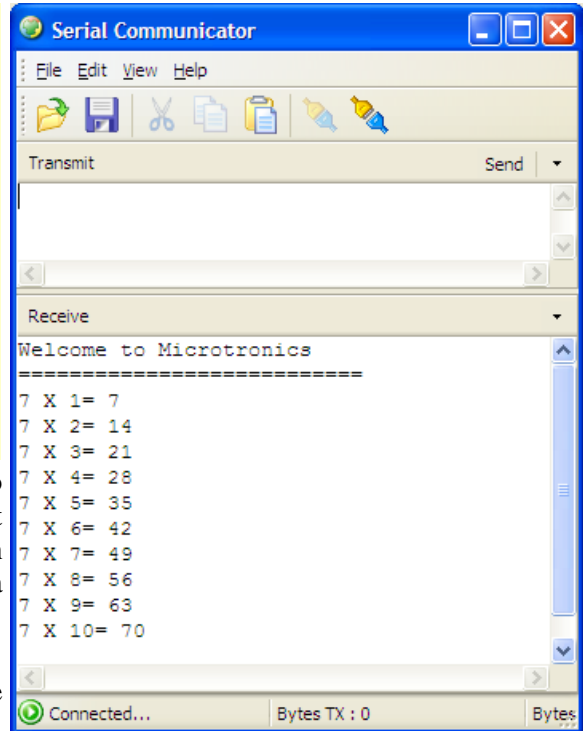 Serial Communicator
File Edit View Help
Transmit Send
Receive
Welcome to Microtronics
===========================
7 X 1= 7
7 X 2= 14
7 X 3= 21
7 X 4= 28
7 X 5= 35
7 X 6= 42
7 X 7= 49
7 X 8= 56
7 X 9= 63
7 X 10= 70
Connected... Bytes TX : 0 Bytes